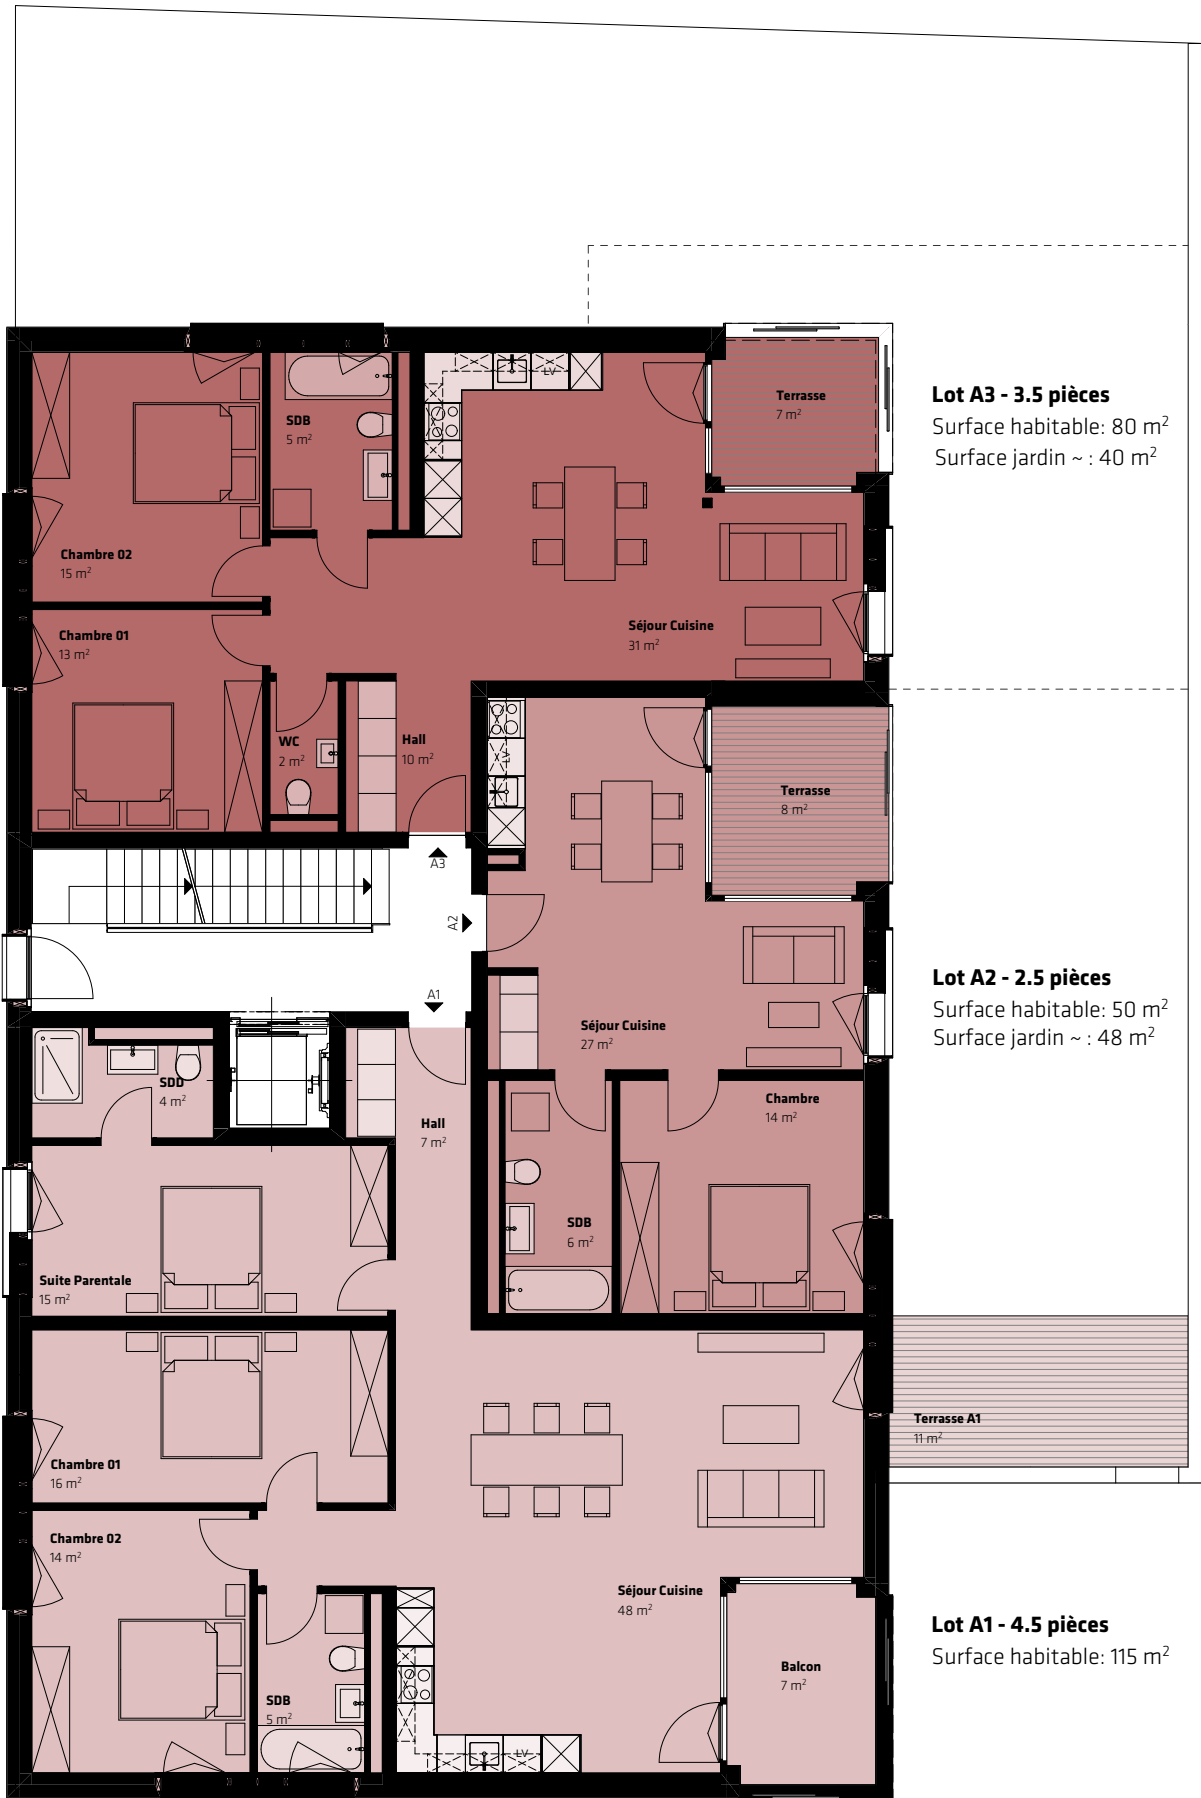 LV
Terrasse
7 m²
SDB
5 m²
Chambre 02
15 m²
Séjour Cuisine
31 m²
Chambre 01
13 m²
WC
2 m²
Hall
10 m²
Lot A3 - 3.5 pièces
Surface habitable: 80 m²
Surface jardin ~ : 40 m²
LV
Terrasse
8 m²
A3
A2
A1
Séjour Cuisine
27 m²
Chambre
14 m²
SDB
6 m²
Lot A2 - 2.5 pièces
Surface habitable: 50 m²
Surface jardin ~ : 48 m²
SDD
4 m²
Hall
7 m²
Suite Parentale
15 m²
Chambre 01
16 m²
Terrasse A1
11 m²
Chambre 02
14 m²
Séjour Cuisine
48 m²
Balcon
7 m²
SDB
5 m²
LV
Lot A1 - 4.5 pièces
Surface habitable: 115 m²